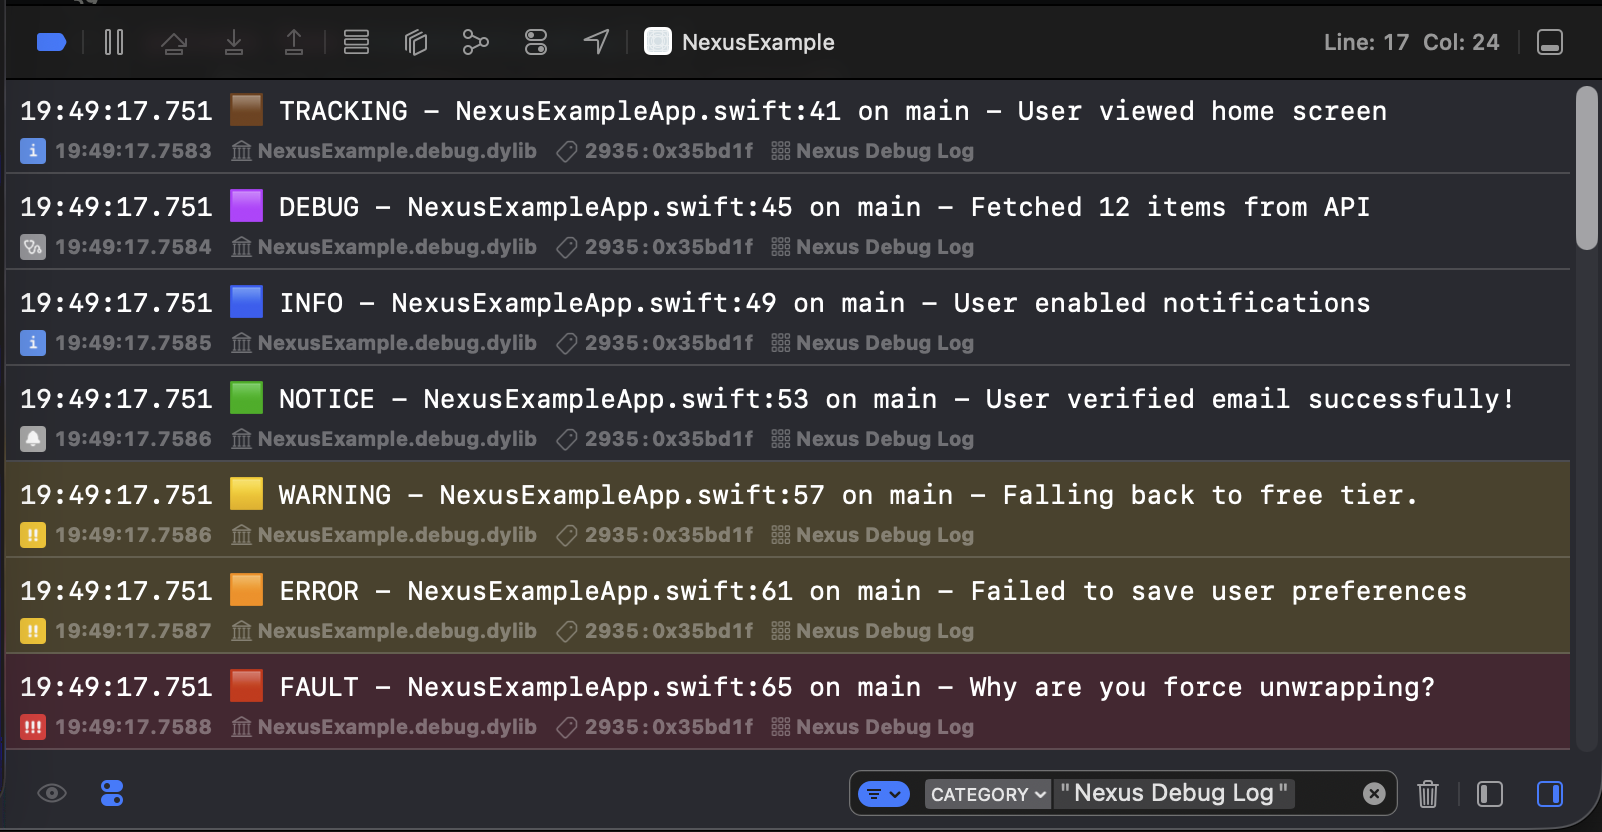 NexusExample
Line: 17 Col: 24
19:49:17.751 🟫 TRACKING – NexusExampleApp.swift:41 on main – User viewed home screen
19:49:17.7583 NexusExample.debug.dylib 2935:0x35bd1f Nexus Debug Log
19:49:17.751 🟪 DEBUG – NexusExampleApp.swift:45 on main – Fetched 12 items from API
19:49:17.7584 NexusExample.debug.dylib 2935:0x35bd1f Nexus Debug Log
19:49:17.751 🟦 INFO – NexusExampleApp.swift:49 on main – User enabled notifications
19:49:17.7585 NexusExample.debug.dylib 2935:0x35bd1f Nexus Debug Log
19:49:17.751 🟩 NOTICE – NexusExampleApp.swift:53 on main – User verified email successfully!
19:49:17.7586 NexusExample.debug.dylib 2935:0x35bd1f Nexus Debug Log
19:49:17.751 🟨 WARNING – NexusExampleApp.swift:57 on main – Falling back to free tier.
19:49:17.7586 NexusExample.debug.dylib 2935:0x35bd1f Nexus Debug Log
19:49:17.751 🟧 ERROR – NexusExampleApp.swift:61 on main – Failed to save user preferences
19:49:17.7587 NexusExample.debug.dylib 2935:0x35bd1f Nexus Debug Log
19:49:17.751 🟥 FAULT – NexusExampleApp.swift:65 on main – Why are you force unwrapping?
19:49:17.7588 NexusExample.debug.dylib 2935:0x35bd1f Nexus Debug Log
CATEGORY "Nexus Debug Log"